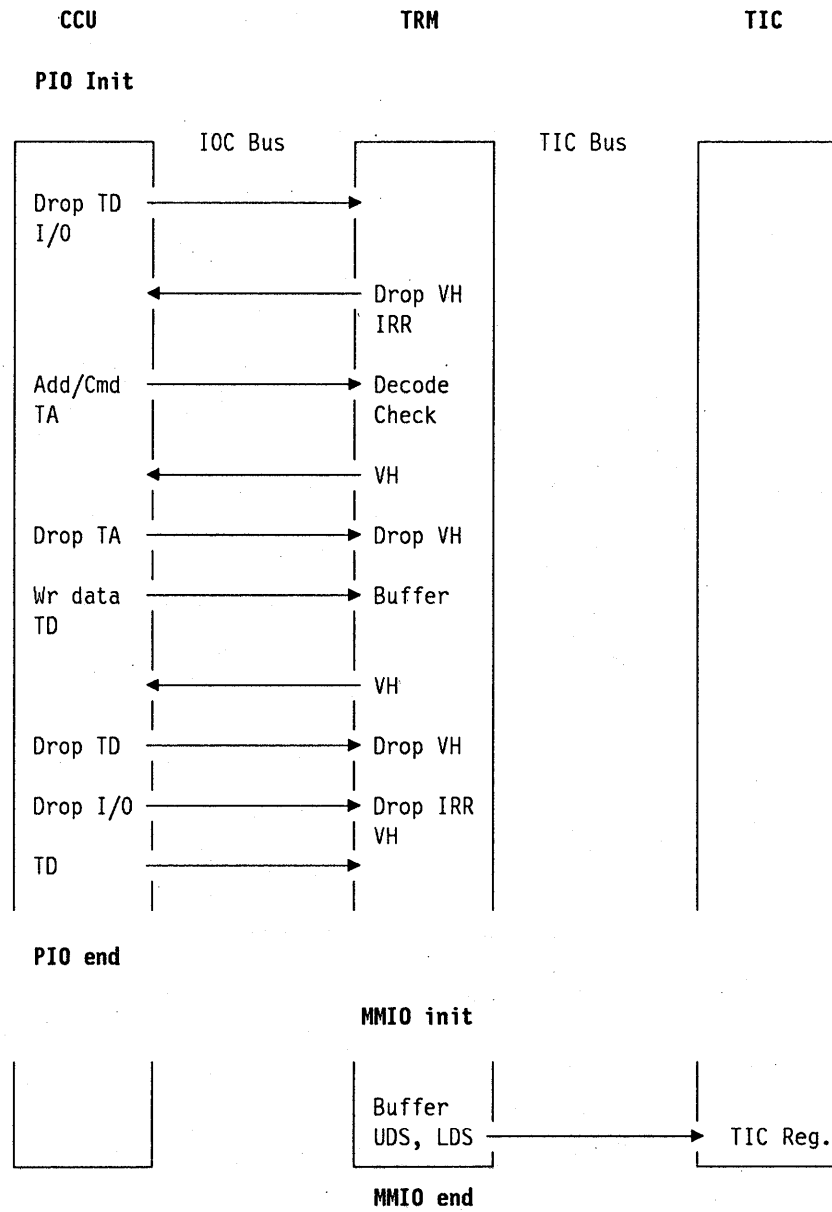 CCU TRM TIC
PIO Init
IOC Bus TIC Bus
Drop TD
I/O
Drop VH
IRR
Add/Cmd Decode
TA Check
VH
Drop TA Drop VH
Wr data Buffer
TD
VH
Drop TD Drop VH
Drop I/O Drop IRR
VH
TD
PIO end
MMIO init
Buffer
UDS, LDS TIC Reg.
MMIO end